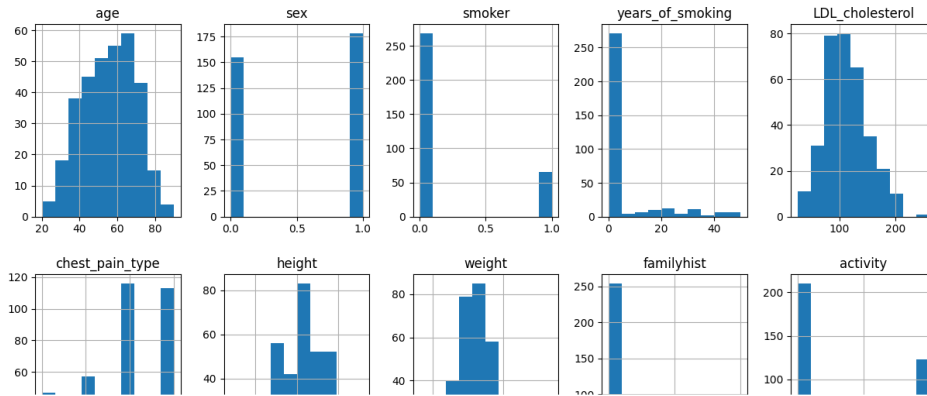 age sex smoker years_of_smoking LDL_cholesterol
60 175 250 250 80
50 150 200 200 60
40 125 150 150 40
30 100 100 100 20
20 75 50 50 0
10 50 0 0
0 25
0
20 40 60 80 0.0 0.5 1.0 0.0 0.5 1.0 0 20 40 0 100 200
chest_pain_type height weight familyhist activity
120 80 80 250 200
100 60 60 200 150
80 40 40 150 100
60 100